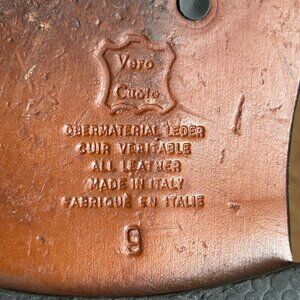 Vero
Cuoio
OBERMATERIAL LEDER
CUIR VERITABLE
ALL LEATHER
MADE IN ITALY
FABRIQUÉ EN ITALIE
9